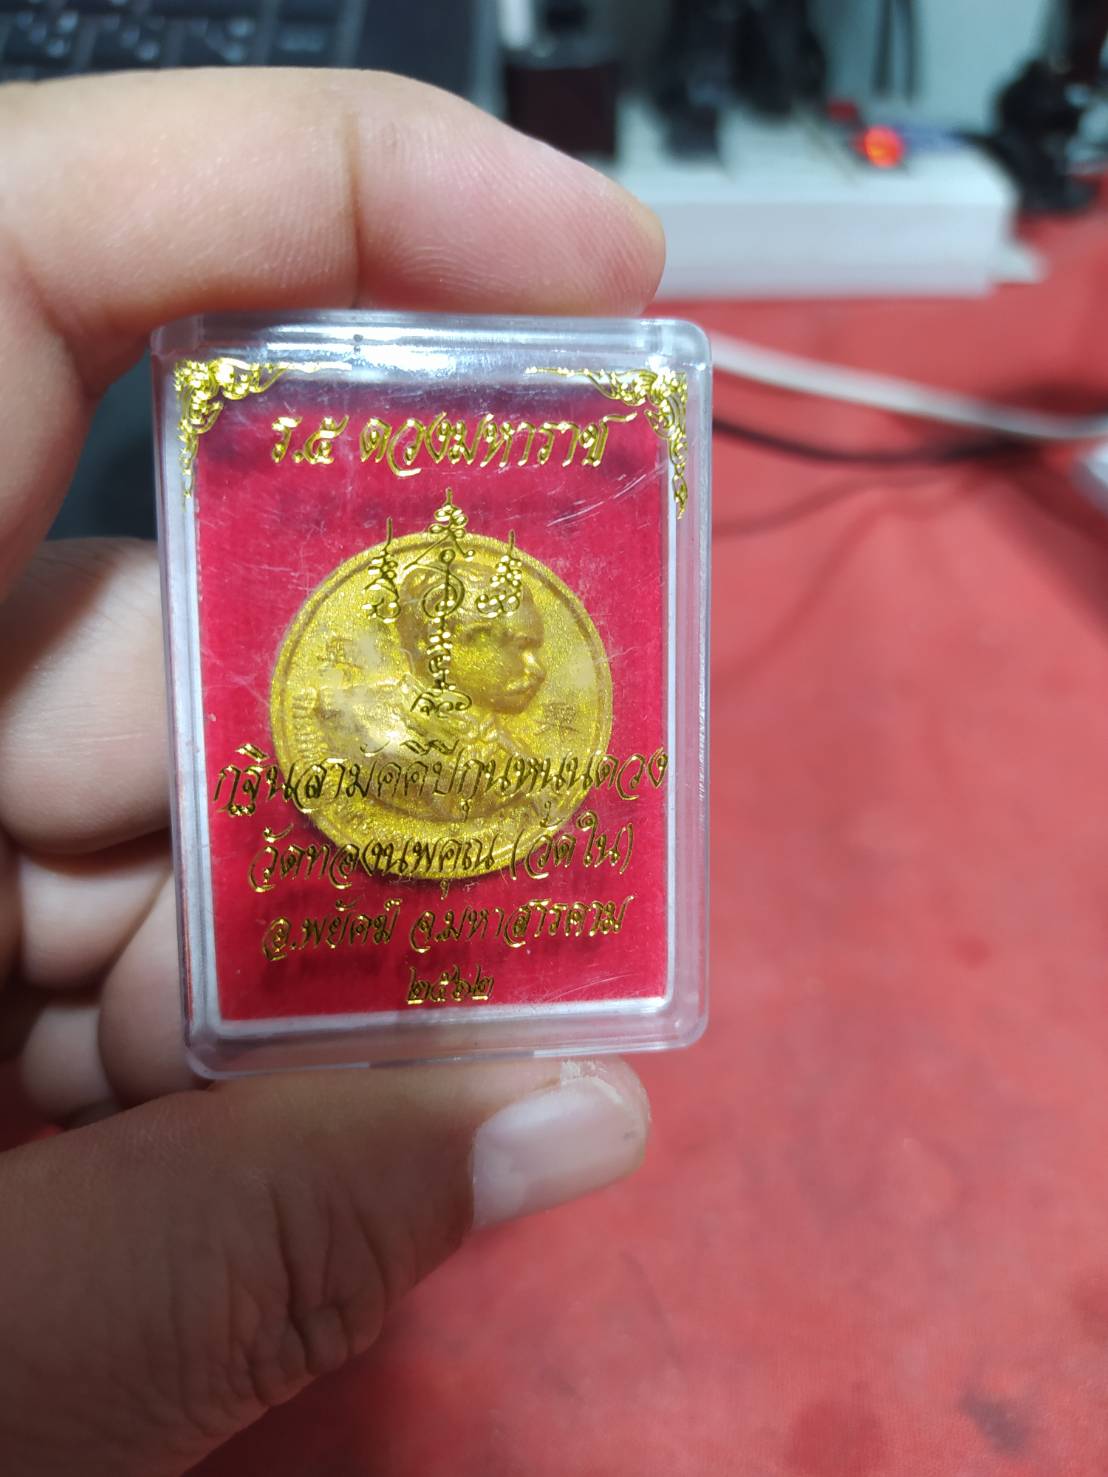 ร.๕ ดวงมหาราช
กฐินสามัคคีปีกุนหนุนดวง
วัดทองนพคุณ (วัดใน)
อ.พยัคฆ์ จ.มหาสารคาม
๒๕๖๒